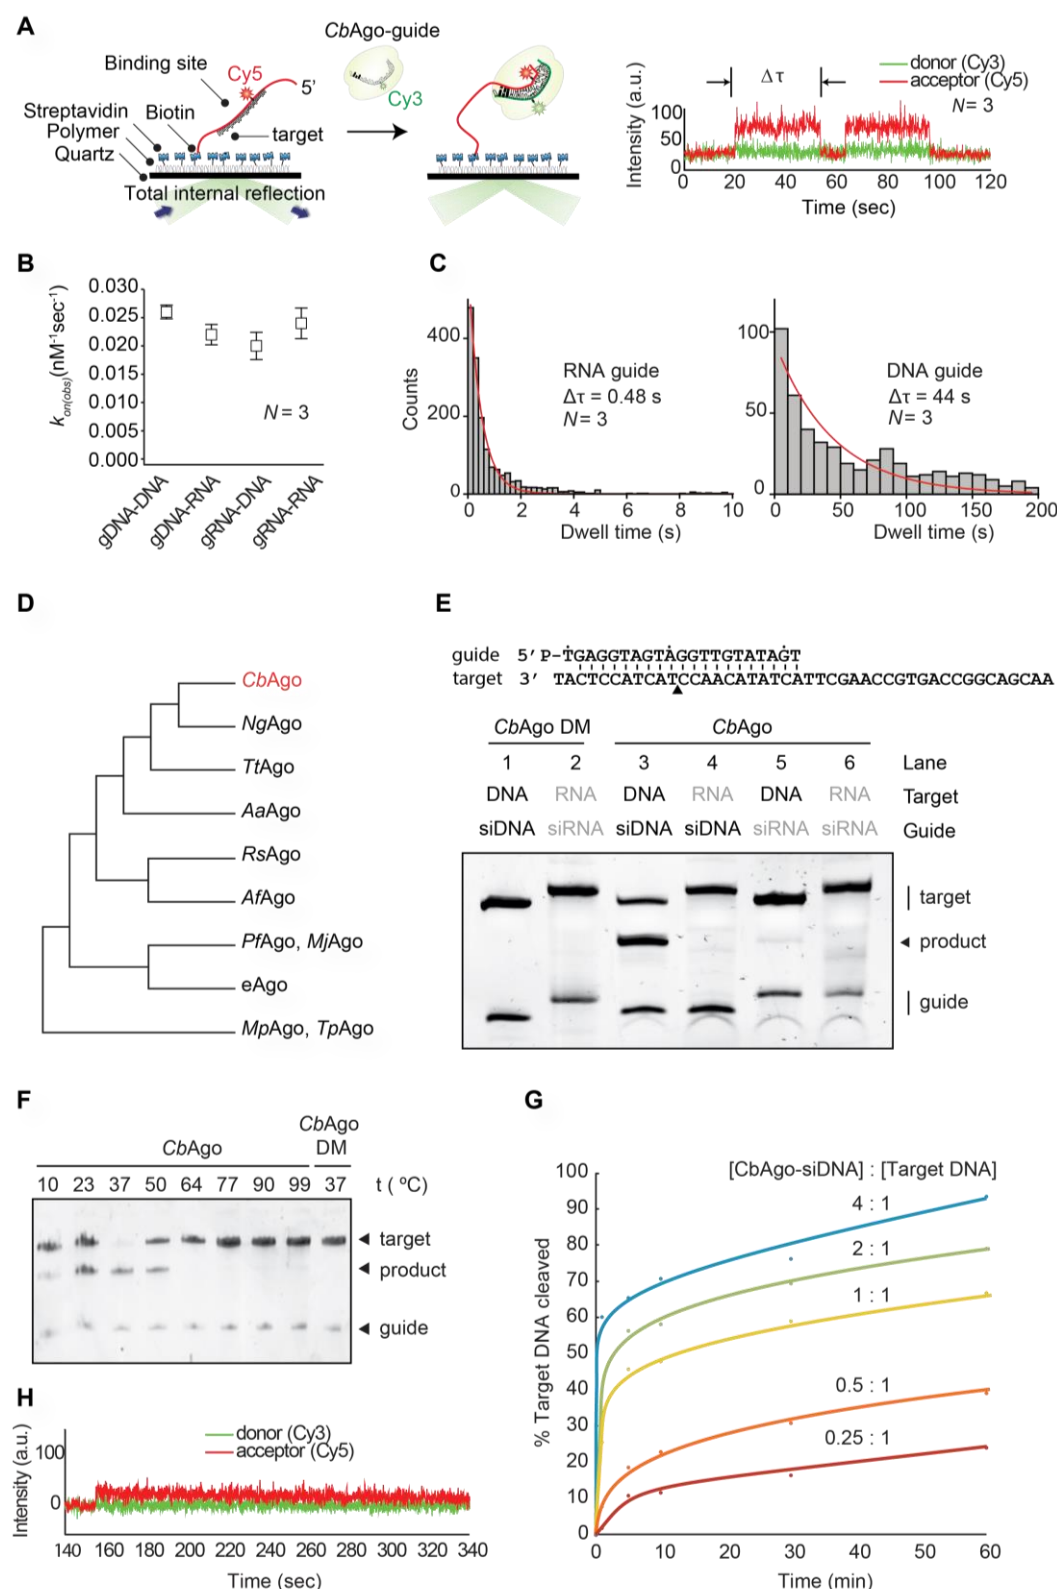 A
CbAgo-guide
Binding site
Cy5
5’
Cy3
Streptavidin
Biotin
Polymer
target
Quartz
Total internal reflection
Intensity (a.u.)
100
50
0
Δτ
donor (Cy3)
acceptor (Cy5)
N = 3
0 20 40 60 80 100 120
Time (sec)
B
kon(obs)(nM-1sec-1)
0.030
0.025
0.020
0.015
0.010
0.005
0.000
N = 3
gDNA-DNA
gDNA-RNA
gRNA-DNA
gRNA-RNA
C
Counts
400
200
0
RNA guide
Δτ = 0.48 s
N = 3
0 2 4 6 8 10
Dwell time (s)
100
50
0
DNA guide
Δτ = 44 s
N = 3
0 50 100 150 200
Dwell time (s)
D
CbAgo
NgAgo
TtAgo
AaAgo
RsAgo
AfAgo
PfAgo, MjAgo
eAgo
MpAgo, TpAgo
E
guide 5’ P-TGAGGTAGTAGGTTGTATAGT
target 3’ TACTCCATCATCCAACATATCATTCGAACCGTGACCGGCAGCAA
CbAgo DM CbAgo
1 2 3 4 5 6 Lane
DNA RNA DNA RNA DNA RNA Target
siDNA siRNA siDNA siDNA siRNA siRNA Guide
target
product
guide
F
CbAgo
CbAgo DM
10 23 37 50 64 77 90 99 37 t ( ºC)
target
product
guide
G
% Target DNA cleaved
100
90
80
70
60
50
40
30
20
10
0
[CbAgo-siDNA] : [Target DNA]
4 : 1
2 : 1
1 : 1
0.5 : 1
0.25 : 1
0 10 20 30 40 50 60
Time (min)
H
Intensity (a.u.)
100
0
donor (Cy3)
acceptor (Cy5)
140 160 180 200 220 240 260 280 300 320 340
Time (sec)